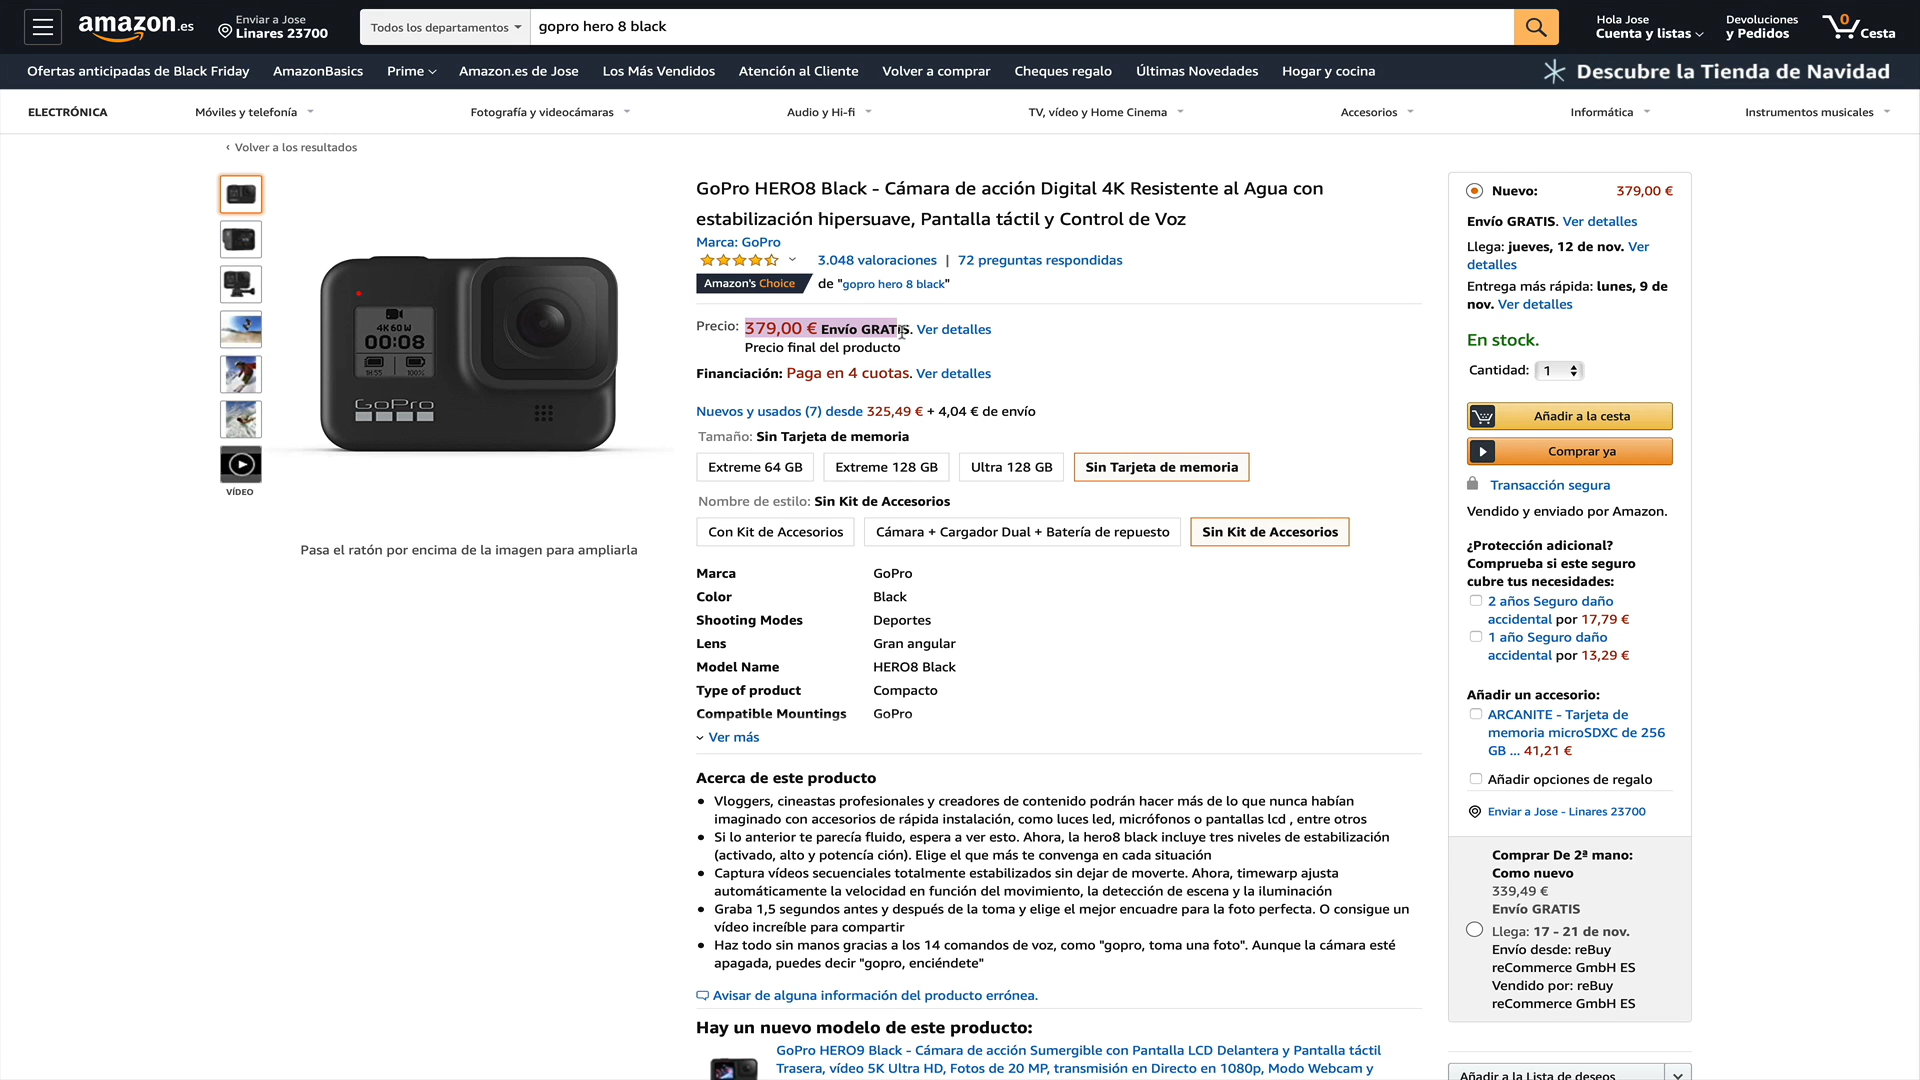 amazon.es
Enviar a Jose
Linares 23700
Todos los departamentos
gopro hero 8 black
Hola Jose
Cuenta y listas
Devoluciones
y Pedidos
0
Cesta
Ofertas anticipadas de Black Friday
AmazonBasics
Prime
Amazon.es de Jose
Los Más Vendidos
Atención al Cliente
Volver a comprar
Cheques regalo
Últimas Novedades
Hogar y cocina
Descubre la Tienda de Navidad
ELECTRÓNICA
Móviles y telefonía
Fotografía y videocámaras
Audio y Hi-fi
TV, vídeo y Home Cinema
Accesorios
Informática
Instrumentos musicales
‹ Volver a los resultados
VÍDEO
4K 60 W
00:08
1H:55
100%
GoPro
Pasa el ratón por encima de la imagen para ampliarla
GoPro HERO8 Black - Cámara de acción Digital 4K Resistente al Agua con
estabilización hipersuave, Pantalla táctil y Control de Voz
Marca: GoPro
3.048 valoraciones | 72 preguntas respondidas
Amazon's Choice de "gopro hero 8 black"
Precio: 379,00 € Envío GRATIS. Ver detalles
Precio final del producto
Financiación: Paga en 4 cuotas. Ver detalles
Nuevos y usados (7) desde 325,49 € + 4,04 € de envío
Tamaño: Sin Tarjeta de memoria
Extreme 64 GB
Extreme 128 GB
Ultra 128 GB
Sin Tarjeta de memoria
Nombre de estilo: Sin Kit de Accesorios
Con Kit de Accesorios
Cámara + Cargador Dual + Batería de repuesto
Sin Kit de Accesorios
Marca GoPro
Color Black
Shooting Modes Deportes
Lens Gran angular
Model Name HERO8 Black
Type of product Compacto
Compatible Mountings GoPro
Ver más
Acerca de este producto
• Vloggers, cineastas profesionales y creadores de contenido podrán hacer más de lo que nunca habían
imaginado con accesorios de rápida instalación, como luces led, micrófonos o pantallas lcd , entre otros
• Si lo anterior te parecía fluido, espera a ver esto. Ahora, la hero8 black incluye tres niveles de estabilización
(activado, alto y potencía ción). Elige el que más te convenga en cada situación
• Captura vídeos secuenciales totalmente estabilizados sin dejar de moverte. Ahora, timewarp ajusta
automáticamente la velocidad en función del movimiento, la detección de escena y la iluminación
• Graba 1,5 segundos antes y después de la toma y elige el mejor encuadre para la foto perfecta. O consigue un
vídeo increíble para compartir
• Haz todo sin manos gracias a los 14 comandos de voz, como "gopro, toma una foto". Aunque la cámara esté
apagada, puedes decir "gopro, enciéndete"
Avisar de alguna información del producto errónea.
Hay un nuevo modelo de este producto:
GoPro HERO9 Black - Cámara de acción Sumergible con Pantalla LCD Delantera y Pantalla táctil
Trasera, vídeo 5K Ultra HD, Fotos de 20 MP, transmisión en Directo en 1080p, Modo Webcam y
Nuevo: 379,00 €
Envío GRATIS. Ver detalles
Llega: jueves, 12 de nov. Ver
detalles
Entrega más rápida: lunes, 9 de
nov. Ver detalles
En stock.
Cantidad: 1
Añadir a la cesta
Comprar ya
Transacción segura
Vendido y enviado por Amazon.
¿Protección adicional?
Comprueba si este seguro
cubre tus necesidades:
2 años Seguro daño
accidental por 17,79 €
1 año Seguro daño
accidental por 13,29 €
Añadir un accesorio:
ARCANITE - Tarjeta de
memoria microSDXC de 256
GB ... 41,21 €
Añadir opciones de regalo
Enviar a Jose - Linares 23700
Comprar De 2ª mano:
Como nuevo
339,49 €
Envío GRATIS
Llega: 17 - 21 de nov.
Envío desde: reBuy
reCommerce GmbH ES
Vendido por: reBuy
reCommerce GmbH ES
Añadir a la Lista de deseos